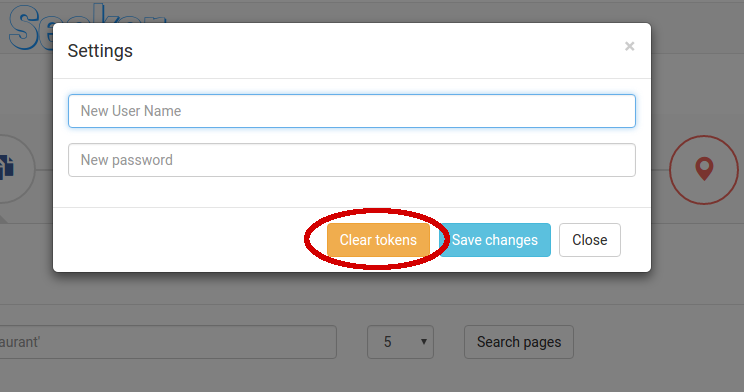 Seeker
Settings
×
New User Name
New password
Clear tokens
Save changes
Close
aurant'
5
Search pages